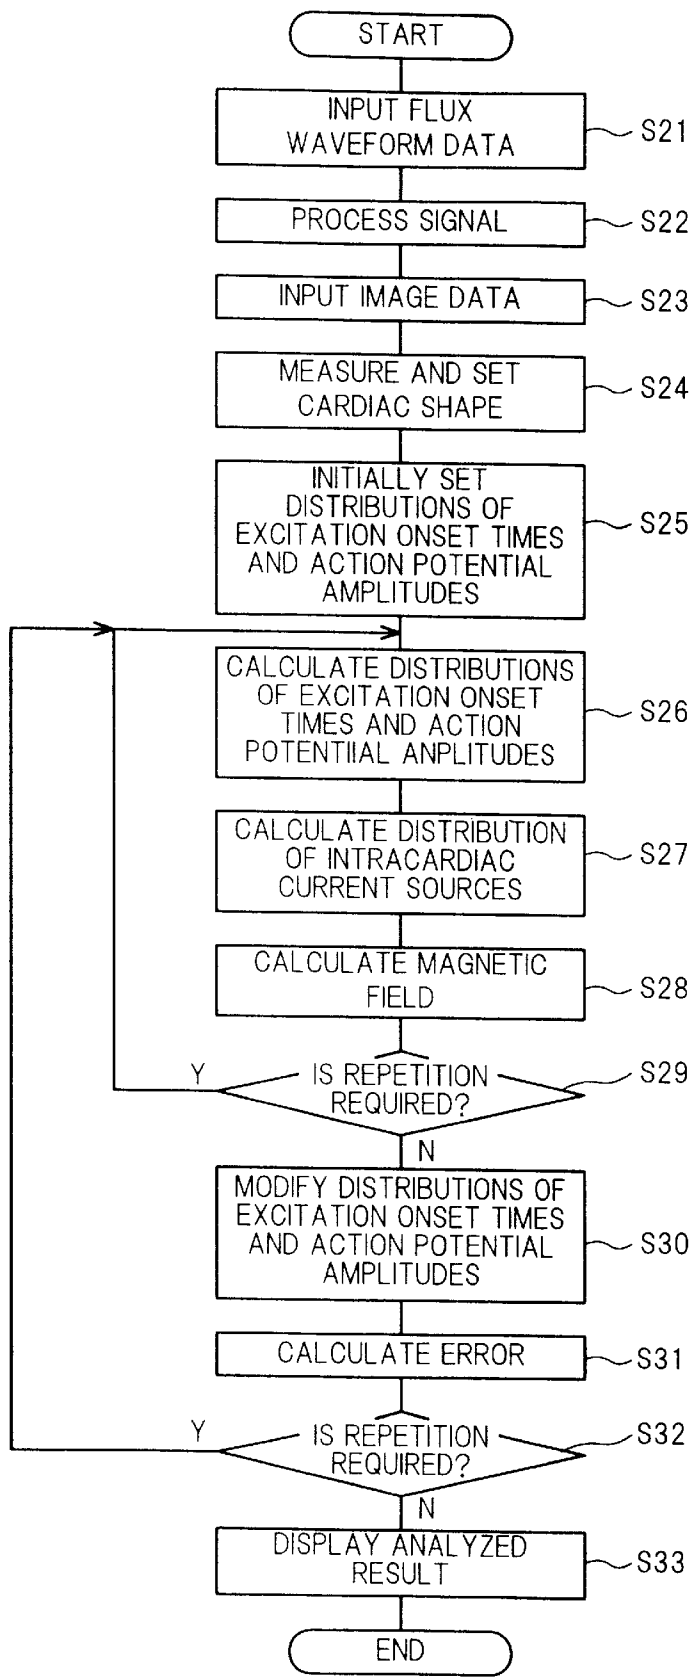 START
INPUT FLUX
WAVEFORM DATA
S21
PROCESS SIGNAL
S22
INPUT IMAGE DATA
S23
MEASURE AND SET
CARDIAC SHAPE
S24
INITIALLY SET
DISTRIBUTIONS OF
EXCITATION ONSET TIMES
AND ACTION POTENTIAL
AMPLITUDES
S25
CALCULATE DISTRIBUTIONS
OF EXCITATION ONSET
TIMES AND ACTION
POTENTIIAL ANPLITUDES
S26
CALCULATE DISTRIBUTION
OF INTRACARDIAC
CURRENT SOURCES
S27
CALCULATE MAGNETIC
FIELD
S28
Y
IS REPETITION
REQUIRED?
S29
N
MODIFY DISTRIBUTIONS OF
EXCITATION ONSET TIMES
AND ACTION POTENTIAL
AMPLITUDES
S30
CALCULATE ERROR
S31
Y
IS REPETITION
REQUIRED?
S32
N
DISPLAY ANALYZED
RESULT
S33
END